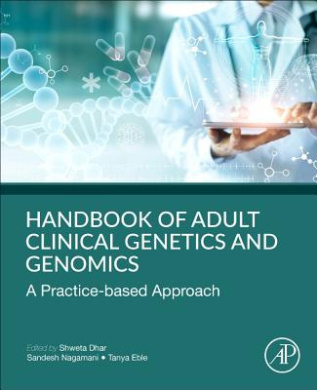 HANDBOOK OF ADULT
CLINICAL GENETICS AND
GENOMICS
A Practice-based Approach
Edited by Shweta Dhar
Sandesh Nagamani • Tanya Eble
AP